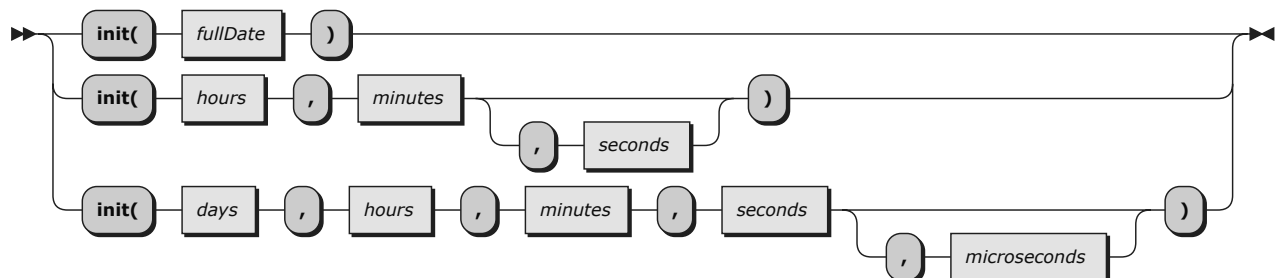 init( fullDate )
init( hours , minutes )
, seconds
init( days , hours , minutes , seconds )
, microseconds